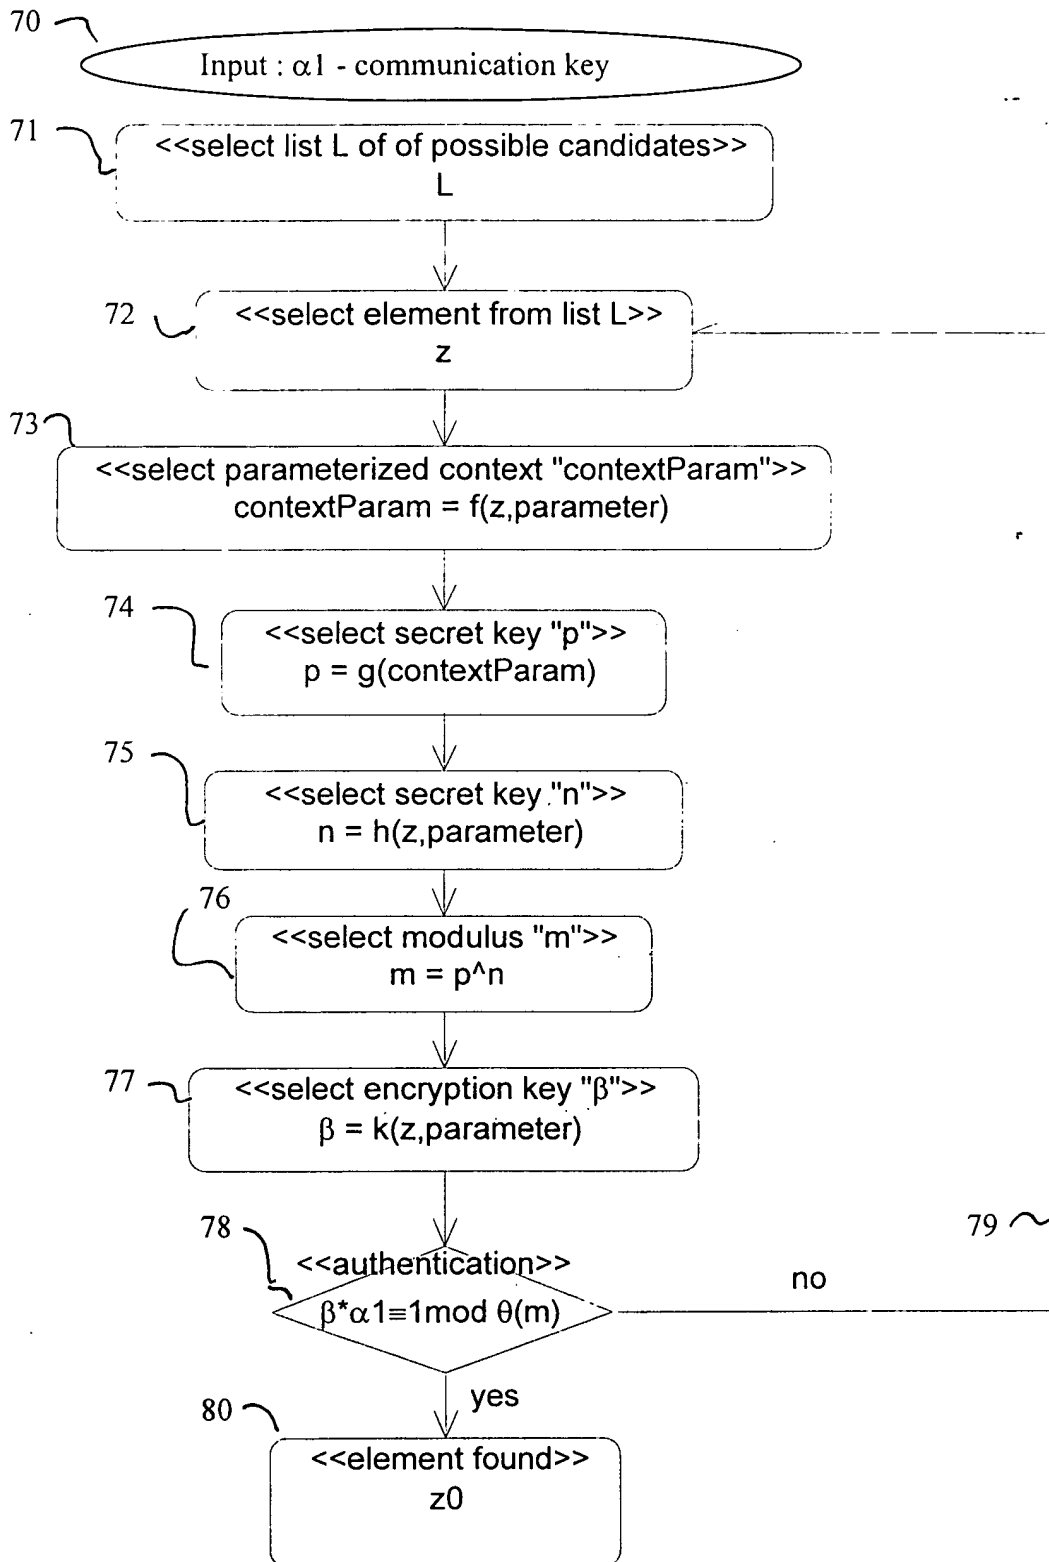 70
Input : α1 - communication key
71
<<select list L of of possible candidates>>
L
72
<<select element from list L>>
z
73
<<select parameterized context "contextParam">>
contextParam = f(z,parameter)
74
<<select secret key "p">>
p = g(contextParam)
75
<<select secret key "n">>
n = h(z,parameter)
76
<<select modulus "m">>
m = p^n
77
<<select encryption key "β">>
β = k(z,parameter)
78
79
<<authentication>>
no
β*α1≡1mod θ(m)
yes
80
<<element found>>
z0